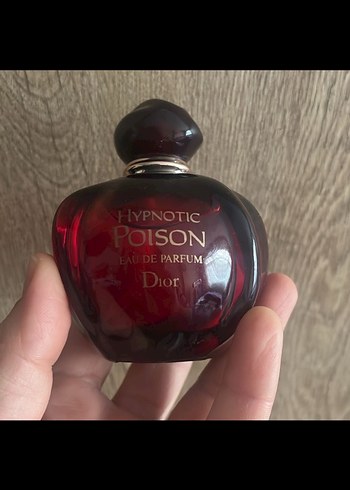 HYPNOTIC
POISON
EAU DE PARFUM
Dior